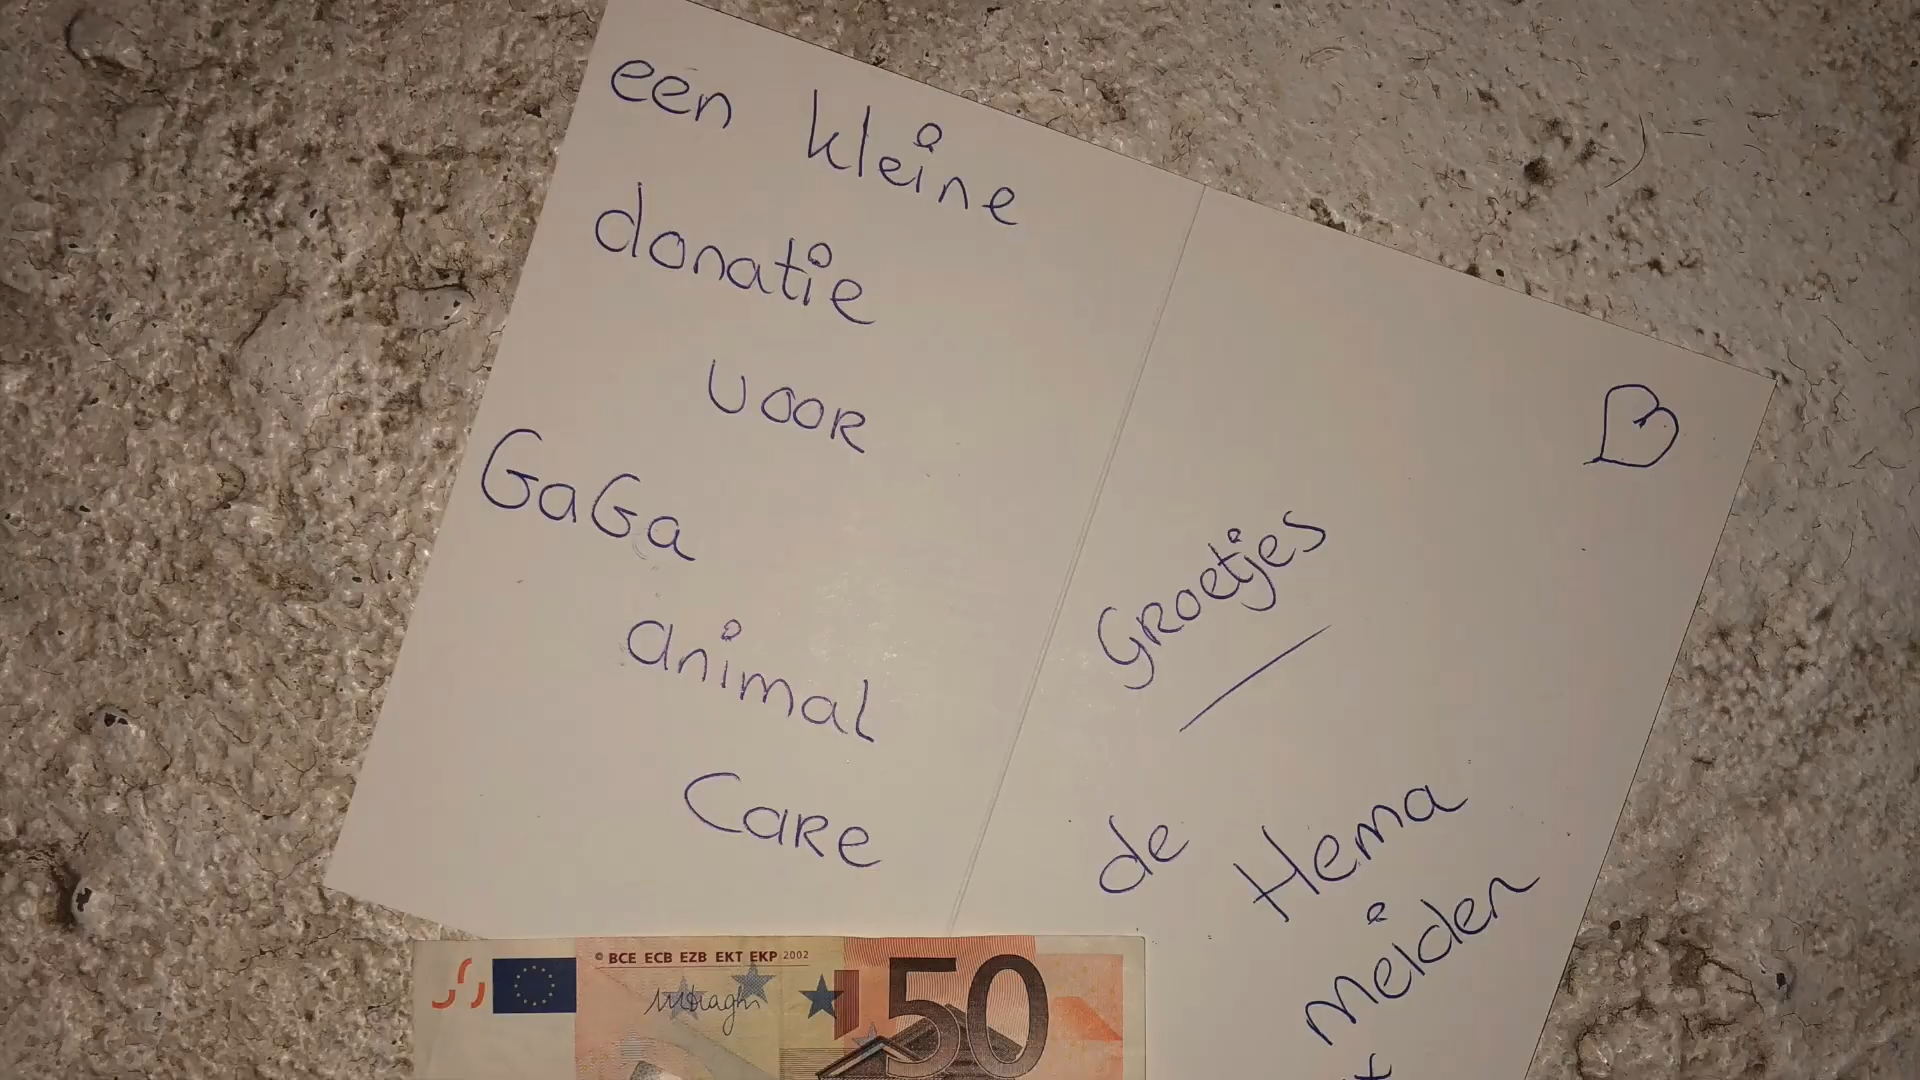 een kleine
donatie
voor
GaGa
animal
Care
Groetjes
de Hema
meiden
© BCE ECB EZB EKT EKP 2002
50